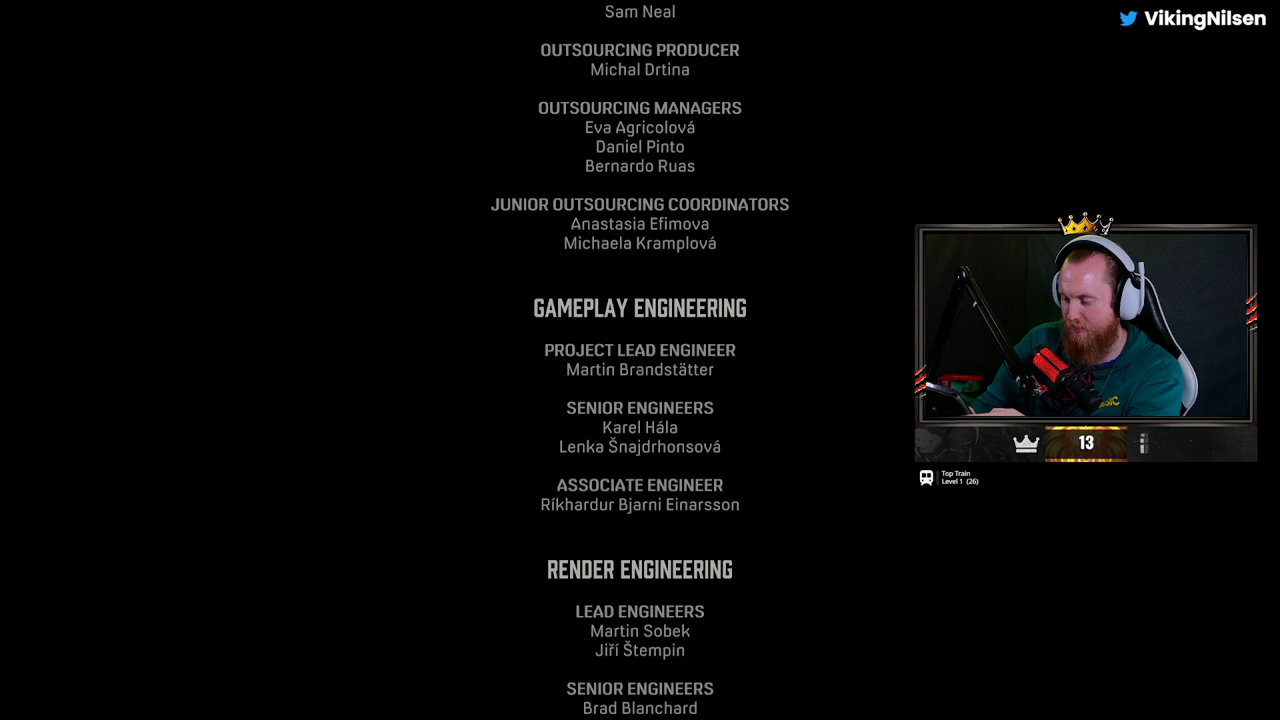 Sam Neal
VikingNilsen
OUTSOURCING PRODUCER
Michal Drtina
OUTSOURCING MANAGERS
Eva Agricolová
Daniel Pinto
Bernardo Ruas
JUNIOR OUTSOURCING COORDINATORS
Anastasia Efimova
Michaela Kramplová
GAMEPLAY ENGINEERING
PROJECT LEAD ENGINEER
Martin Brandstätter
SENIOR ENGINEERS
Karel Hála
Lenka Šnajdrhonsová
ASSOCIATE ENGINEER
Ríkhardur Bjarni Einarsson
RENDER ENGINEERING
LEAD ENGINEERS
Martin Sobek
Jiří Štempin
SENIOR ENGINEERS
Brad Blanchard
13
Top Train
Level 1 (26)